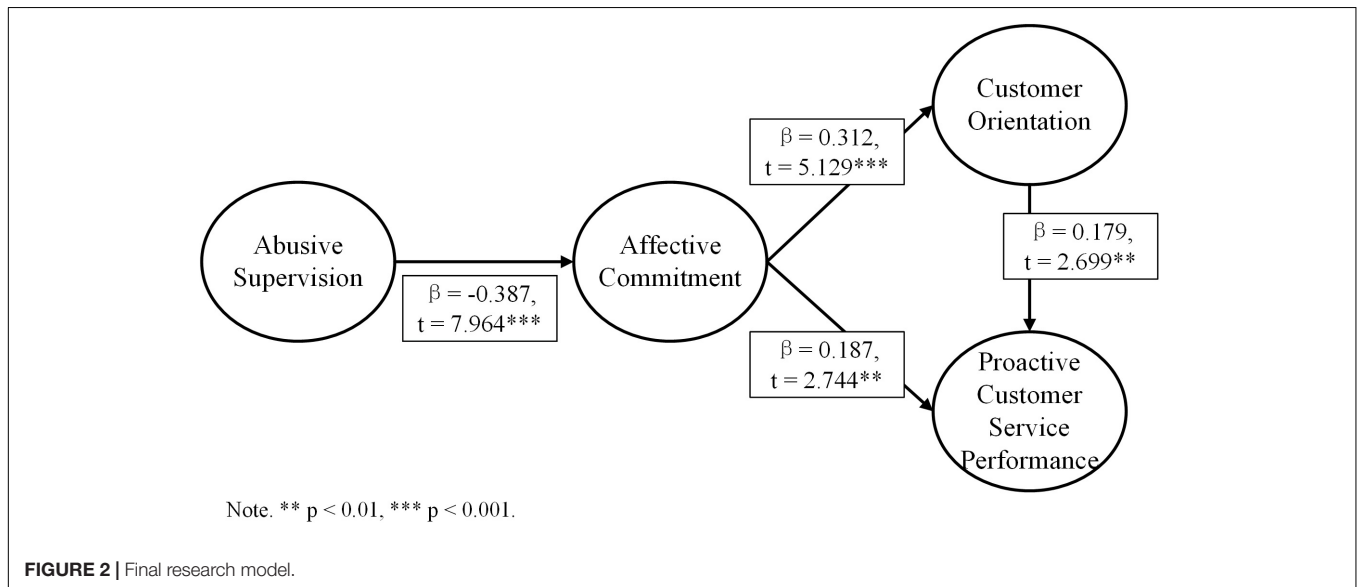 Abusive
Supervision
β = -0.387,
t = 7.964***
Affective
Commitment
β = 0.312,
t = 5.129***
β = 0.187,
t = 2.744**
Customer
Orientation
β = 0.179,
t = 2.699**
Proactive
Customer
Service
Performance
Note. ** p < 0.01, *** p < 0.001.
FIGURE 2 | Final research model.